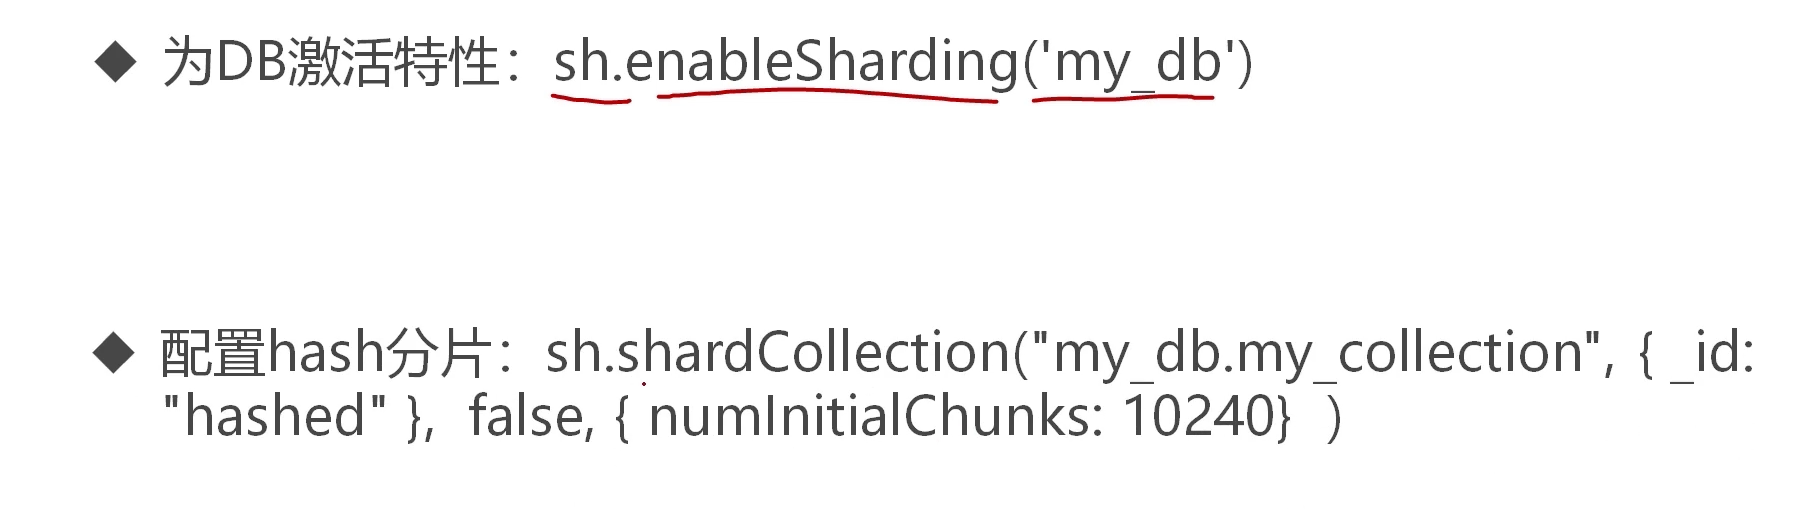 ◆ 为DB激活特性：sh.enableSharding('my_db')
◆ 配置hash分片：sh.shardCollection("my_db.my_collection", { _id:
"hashed" },  false, { numInitialChunks: 10240}  )